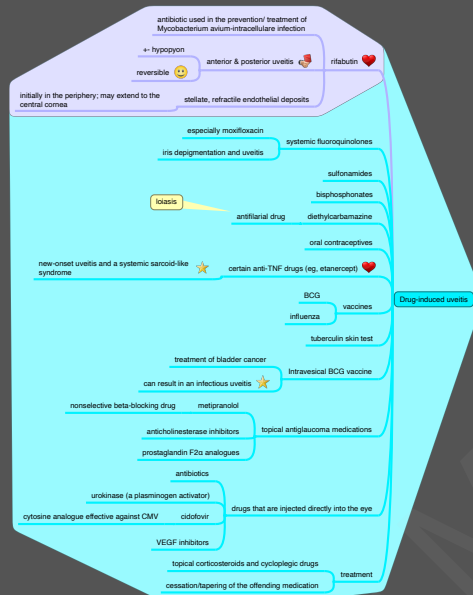 antibiotic used in the prevention/ treatment of
Mycobacterium avium-intracellulare infection
+- hypopyon
reversible
anterior & posterior uveitis
rifabutin
initially in the periphery; may extend to the
central cornea
stellate, refractile endothelial deposits
especially moxifloxacin
iris depigmentation and uveitis
systemic fluoroquinolones
sulfonamides
bisphosphonates
loiasis
antifilarial drug
diethylcarbamazine
oral contraceptives
new-onset uveitis and a systemic sarcoid-like
syndrome
certain anti-TNF drugs (eg, etanercept)
Drug-induced uveitis
BCG
influenza
vaccines
tuberculin skin test
treatment of bladder cancer
can result in an infectious uveitis
Intravesical BCG vaccine
nonselective beta-blocking drug
metipranolol
anticholinesterase inhibitors
prostaglandin F2α analogues
topical antiglaucoma medications
antibiotics
urokinase (a plasminogen activator)
cytosine analogue effective against CMV
cidofovir
VEGF inhibitors
drugs that are injected directly into the eye
topical corticosteroids and cycloplegic drugs
cessation/tapering of the offending medication
treatment